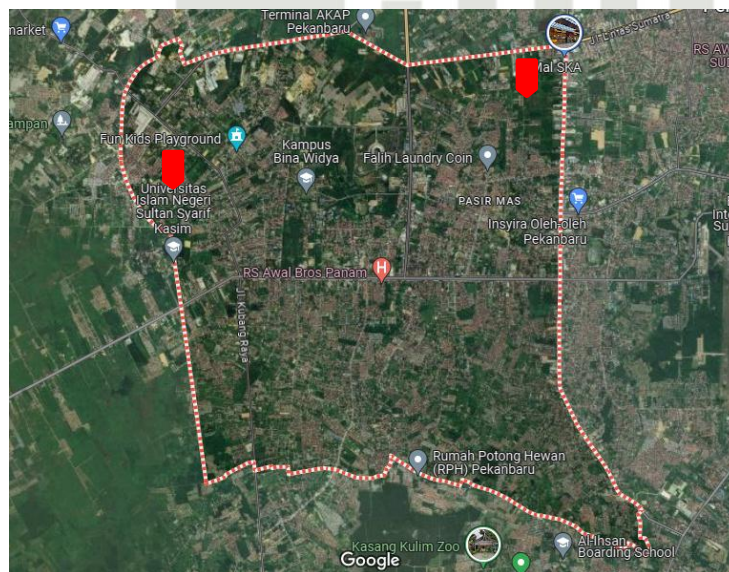 Terminal AKAP
Pekanbaru
market
Jl. Lintas Sumatra
RS AW
SUD
Mal SKA
ampan
Fun Kids Playground
Kampus
Bina Widya
Falih Laundry Coin
Universitas
Islam Negeri
Sultan Syarif
Kasim
PASIR MAS
Insyira Oleh-oleh
Pekanbaru
Int
Su
RS Awal Bros Panam
H
Jl. Kubang Raya
Rumah Potong Hewan
(RPH) Pekanbaru
Kasang Kulim Zoo
Al-Ihsan
Boarding School
Google